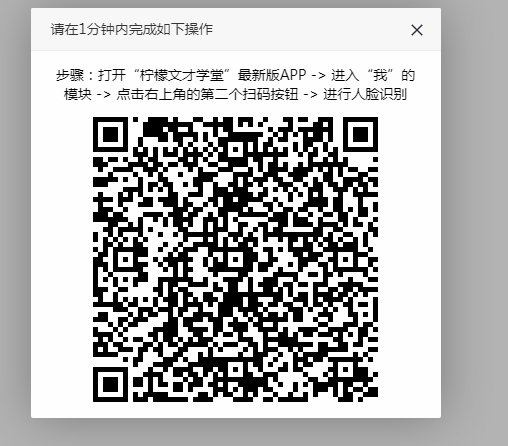 请在1分钟内完成如下操作
步骤：打开“柠檬文才学堂”最新版APP -> 进入“我”的
模块 -> 点击右上角的第二个扫码按钮 -> 进行人脸识别